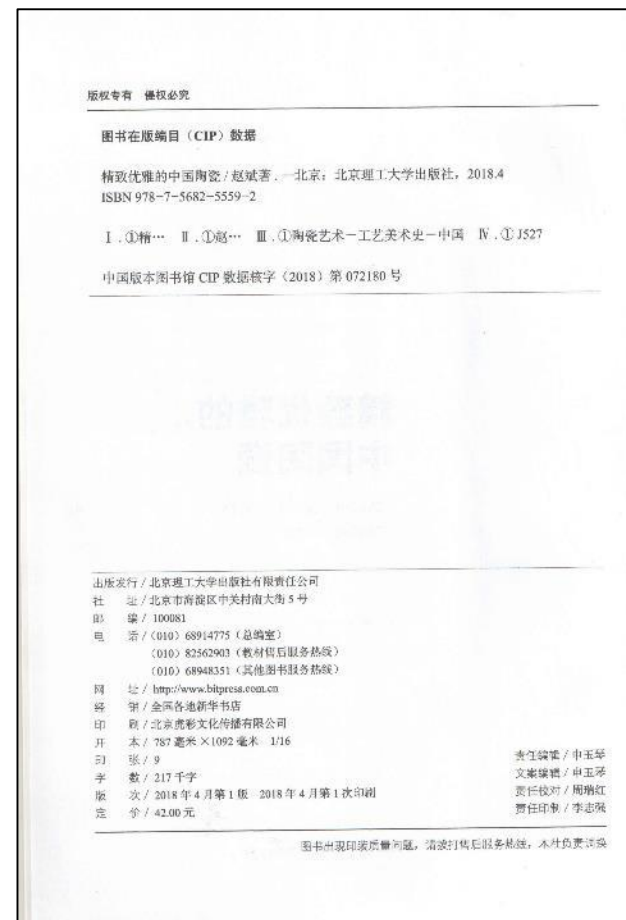 版权专有　侵权必究
图书在版编目（CIP）数据
精致优雅的中国陶瓷/赵斌著．—北京：北京理工大学出版社，2018.4
ISBN 978-7-5682-5559-2
Ⅰ．①精…　Ⅱ．①赵…　Ⅲ．①陶瓷艺术－工艺美术史－中国　Ⅳ．①J527
中国版本图书馆 CIP 数据核字（2018）第 072180 号
出版发行 / 北京理工大学出版社有限责任公司
社　　址 / 北京市海淀区中关村南大街 5 号
邮　　编 / 100081
电　　话 /（010）68914775（总编室）
（010）82562903（教材售后服务热线）
（010）68948351（其他图书服务热线）
网　　址 / http://www.bitpress.com.cn
经　　销 / 全国各地新华书店
印　　刷 / 北京虎彩文化传播有限公司
开　　本 / 787 毫米 ×1092 毫米　1/16
印　　张 / 9
字　　数 / 217 千字
版　　次 / 2018 年 4 月第 1 版　2018 年 4 月第 1 次印刷
定　　价 / 42.00 元
责任编辑 / 申玉琴
文案编辑 / 申玉琴
责任校对 / 周瑞红
责任印制 / 李志强
图书出现印装质量问题，请拨打售后服务热线，本社负责调换